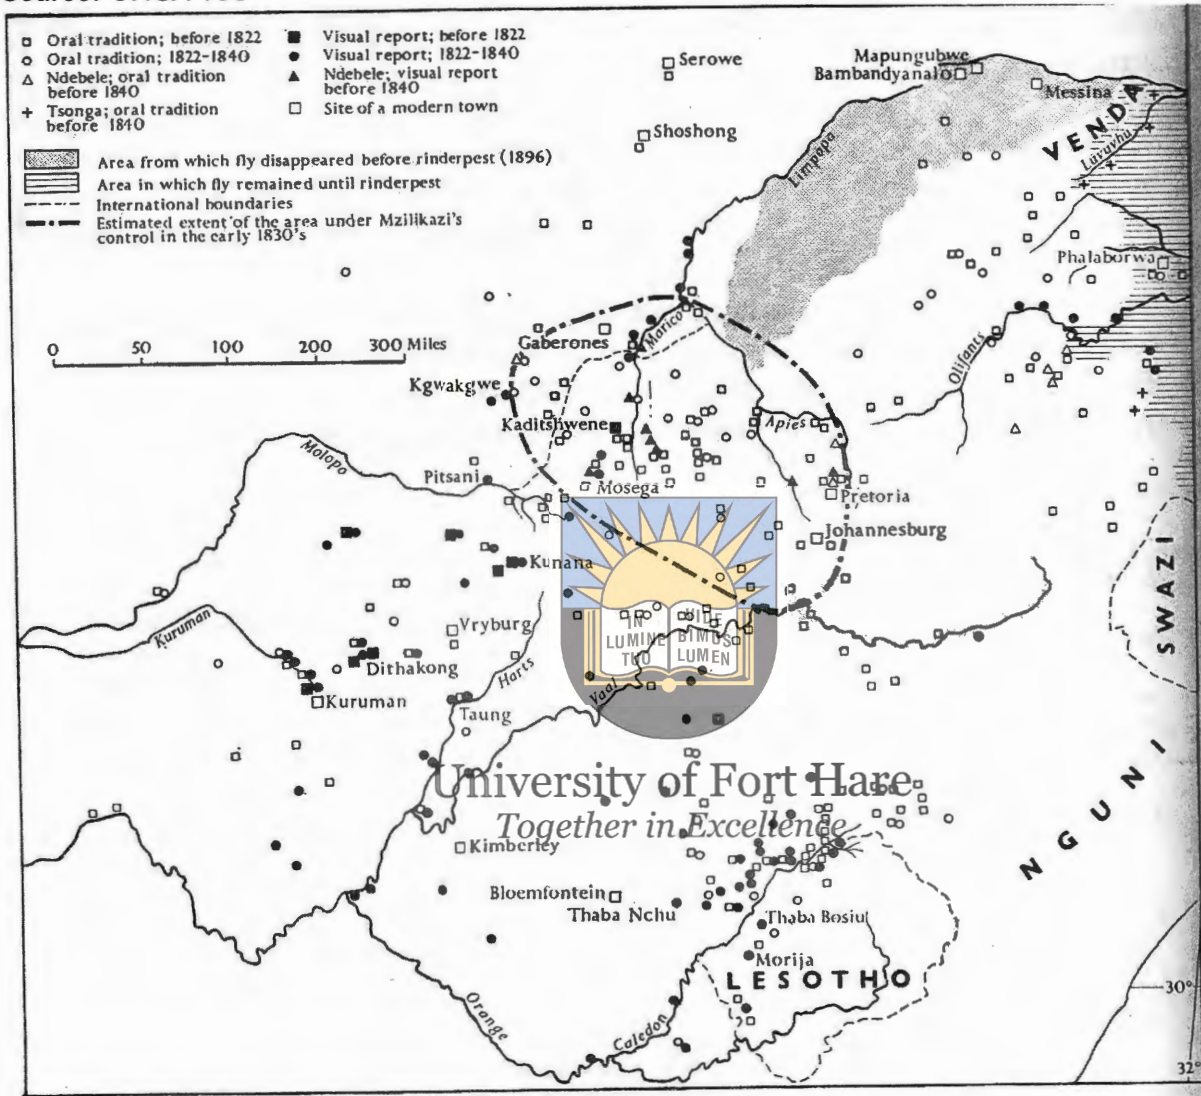 Oral tradition; before 1822
Oral tradition; 1822-1840
Ndebele; oral tradition
before 1840
Tsonga; oral tradition
before 1840
Visual report; before 1822
Visual report; 1822-1840
Ndebele; visual report
before 1840
Site of a modern town
Area from which fly disappeared before rinderpest (1896)
Area in which fly remained until rinderpest
International boundaries
Estimated extent of the area under Mzilikazi's
control in the early 1830's
0 50 100 200 300 Miles
Serowe
Shoshong
Mapungubwe
Bambandyanalo
Messina
VENDA
Luvuvhu
Limpopo
Phalaborwa
Olifants
Marico
Gaberones
Kgwakgwe
Kaditshwene
Apies
Molopo
Pitsani
Mosega
Pretoria
Johannesburg
Kunana
SWAZI
Kuruman
Vryburg
Dithakong
Kuruman
Harts
Taung
Vaal
IN
LUMINE
TUO
BIMUS
LUMEN
NGUNI
University of Fort Hare
Together in Excellence
Kimberley
Bloemfontein
Thaba Nchu
Thaba Bosiu
Morija
LESOTHO
Orange
Caledon
30°
32°